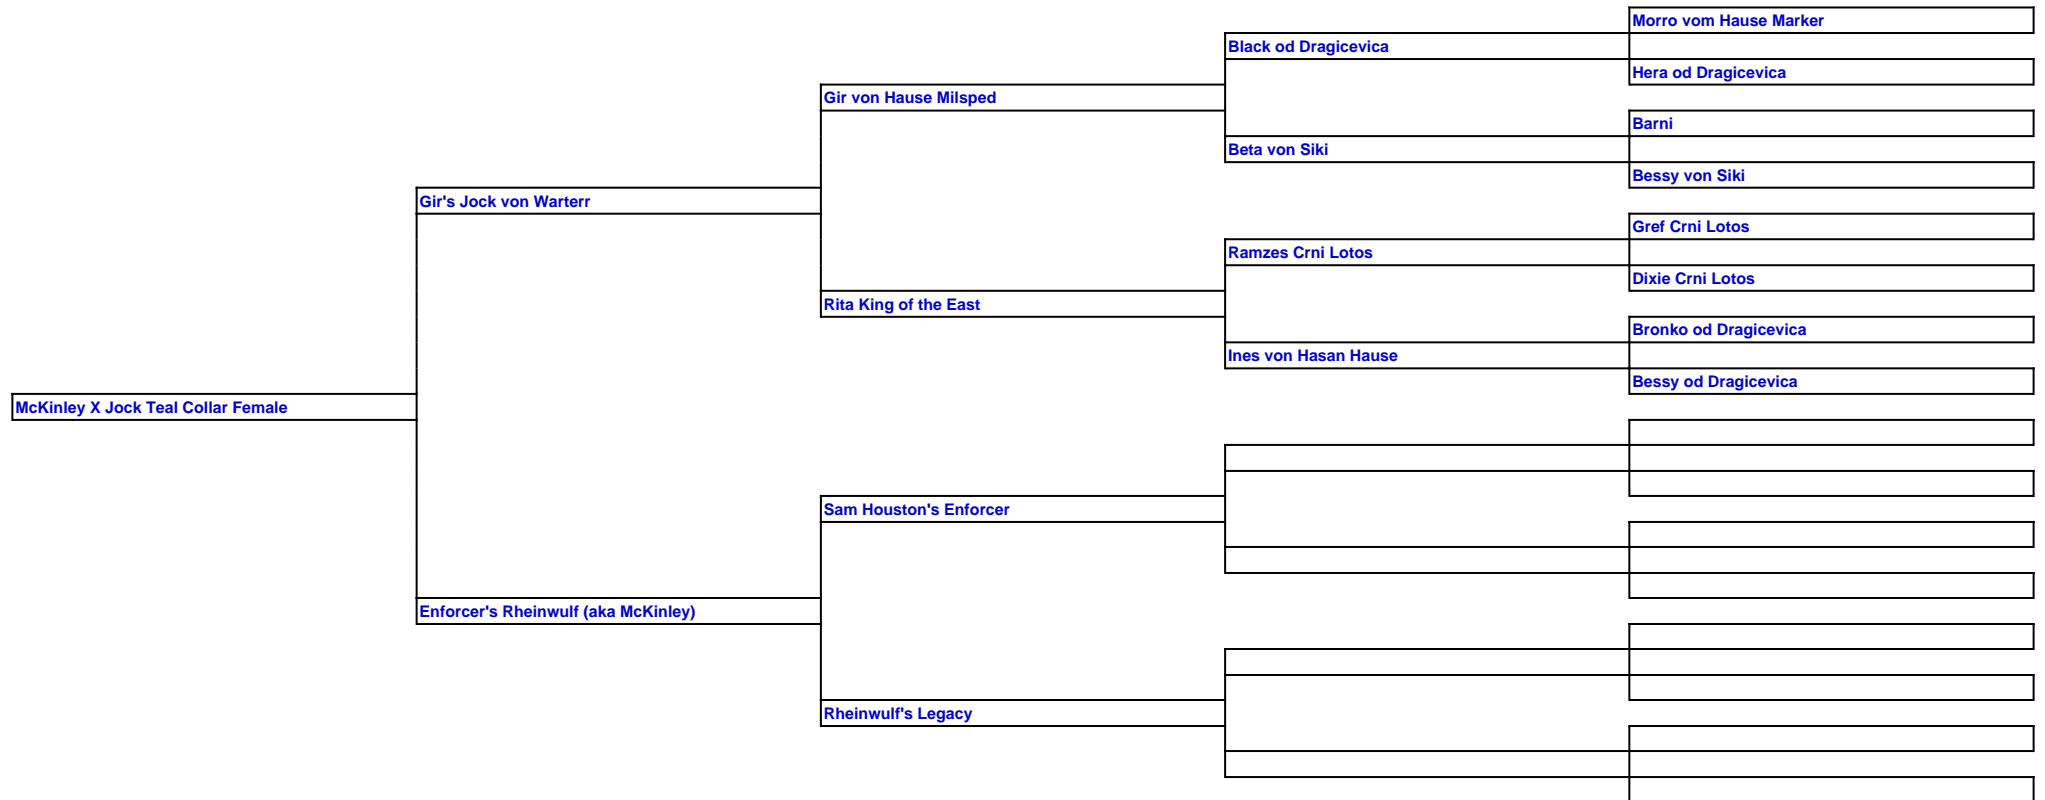 Morro vom Hause Marker
Black od Dragicevica
Hera od Dragicevica
Gir von Hause Milsped
Barni
Beta von Siki
Bessy von Siki
Gir's Jock von Warterr
Gref Crni Lotos
Ramzes Crni Lotos
Dixie Crni Lotos
Rita King of the East
Bronko od Dragicevica
Ines von Hasan Hause
Bessy od Dragicevica
McKinley X Jock Teal Collar Female
Sam Houston's Enforcer
Enforcer's Rheinwulf (aka McKinley)
Rheinwulf's Legacy